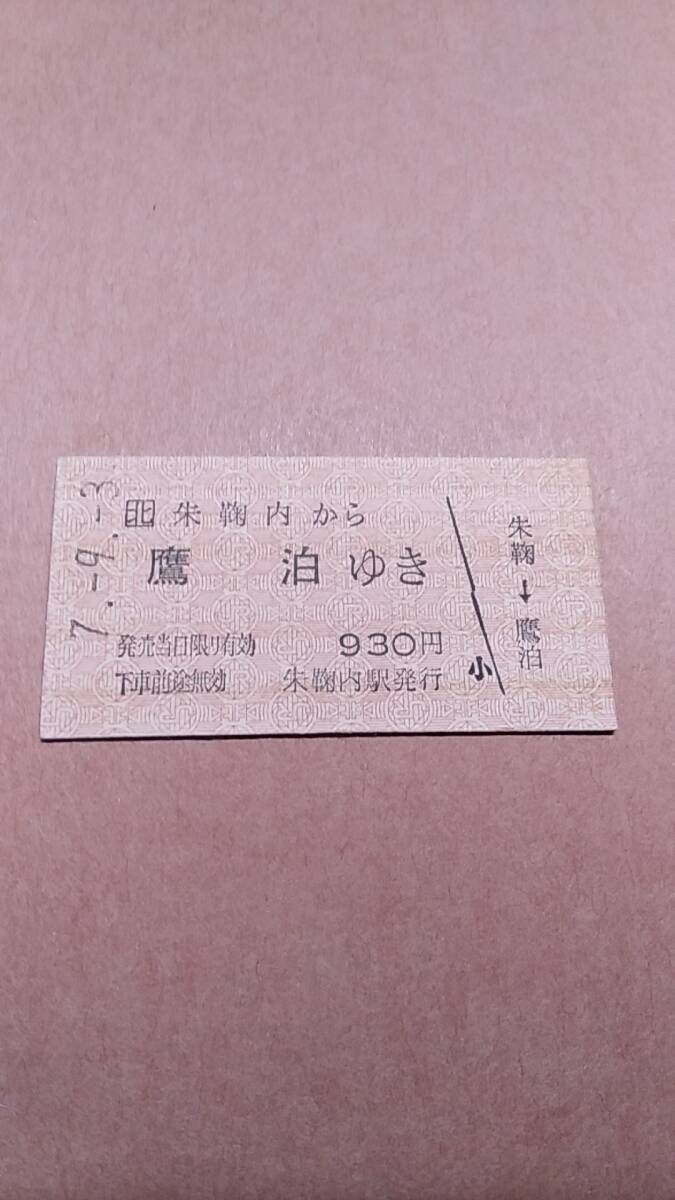 7.-9.-3
北 朱鞠内から
鷹泊ゆき
発売当日限り有効 930円
下車前途無効 朱鞠内駅発行
小
朱鞠→鷹泊